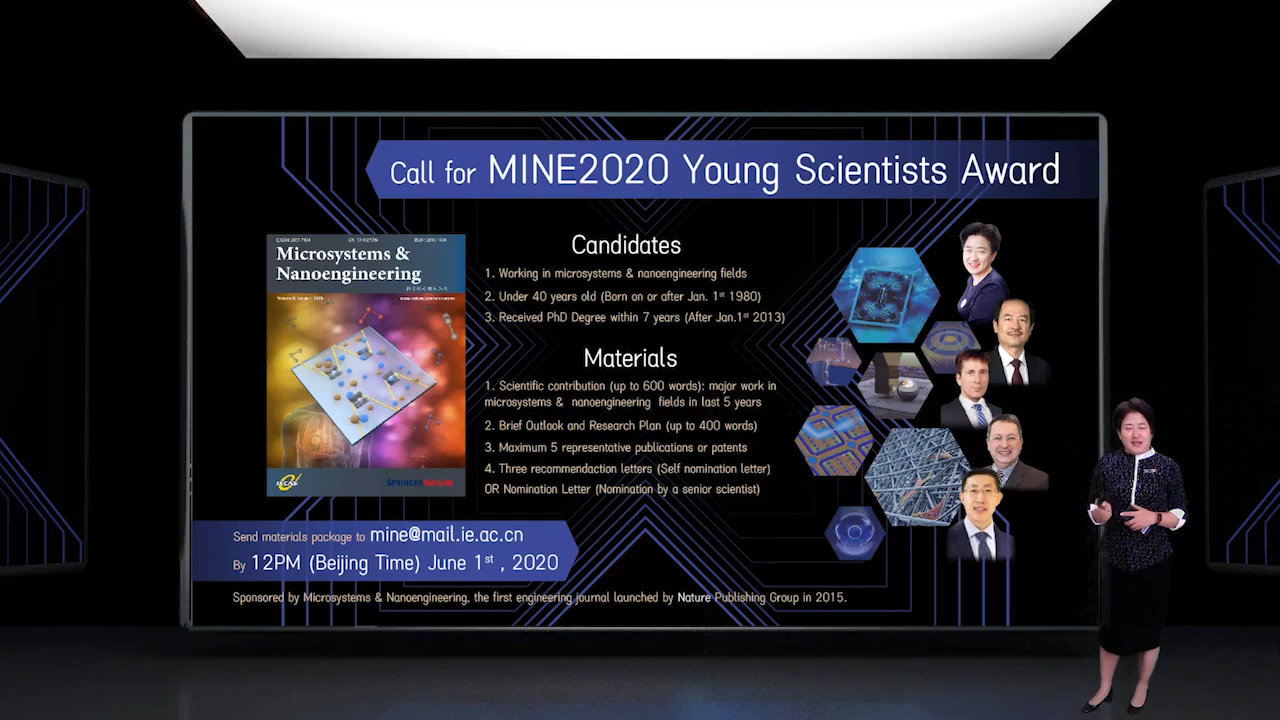 Call for MINE2020 Young Scientists Award
Microsystems &
Nanoengineering
IECAS
SPRINGER NATURE
Candidates
1. Working in microsystems & nanoengineering fields
2. Under 40 years old (Born on or after Jan. 1st 1980)
3. Received PhD Degree within 7 years (After Jan.1st 2013)
Materials
1. Scientific contribution (up to 600 words): major work in
microsystems & nanoengineering fields in last 5 years
2. Brief Outlook and Research Plan (up to 400 words)
3. Maximum 5 representative publications or patents
4. Three recommendaction letters (Self nomination letter)
OR Nomination Letter (Nomination by a senior scientist)
Send materials package to mine@mail.ie.ac.cn
By 12PM (Beijing Time) June 1st , 2020
Sponsored by Microsystems & Nanoengineering, the first engineering journal launched by Nature Publishing Group in 2015.